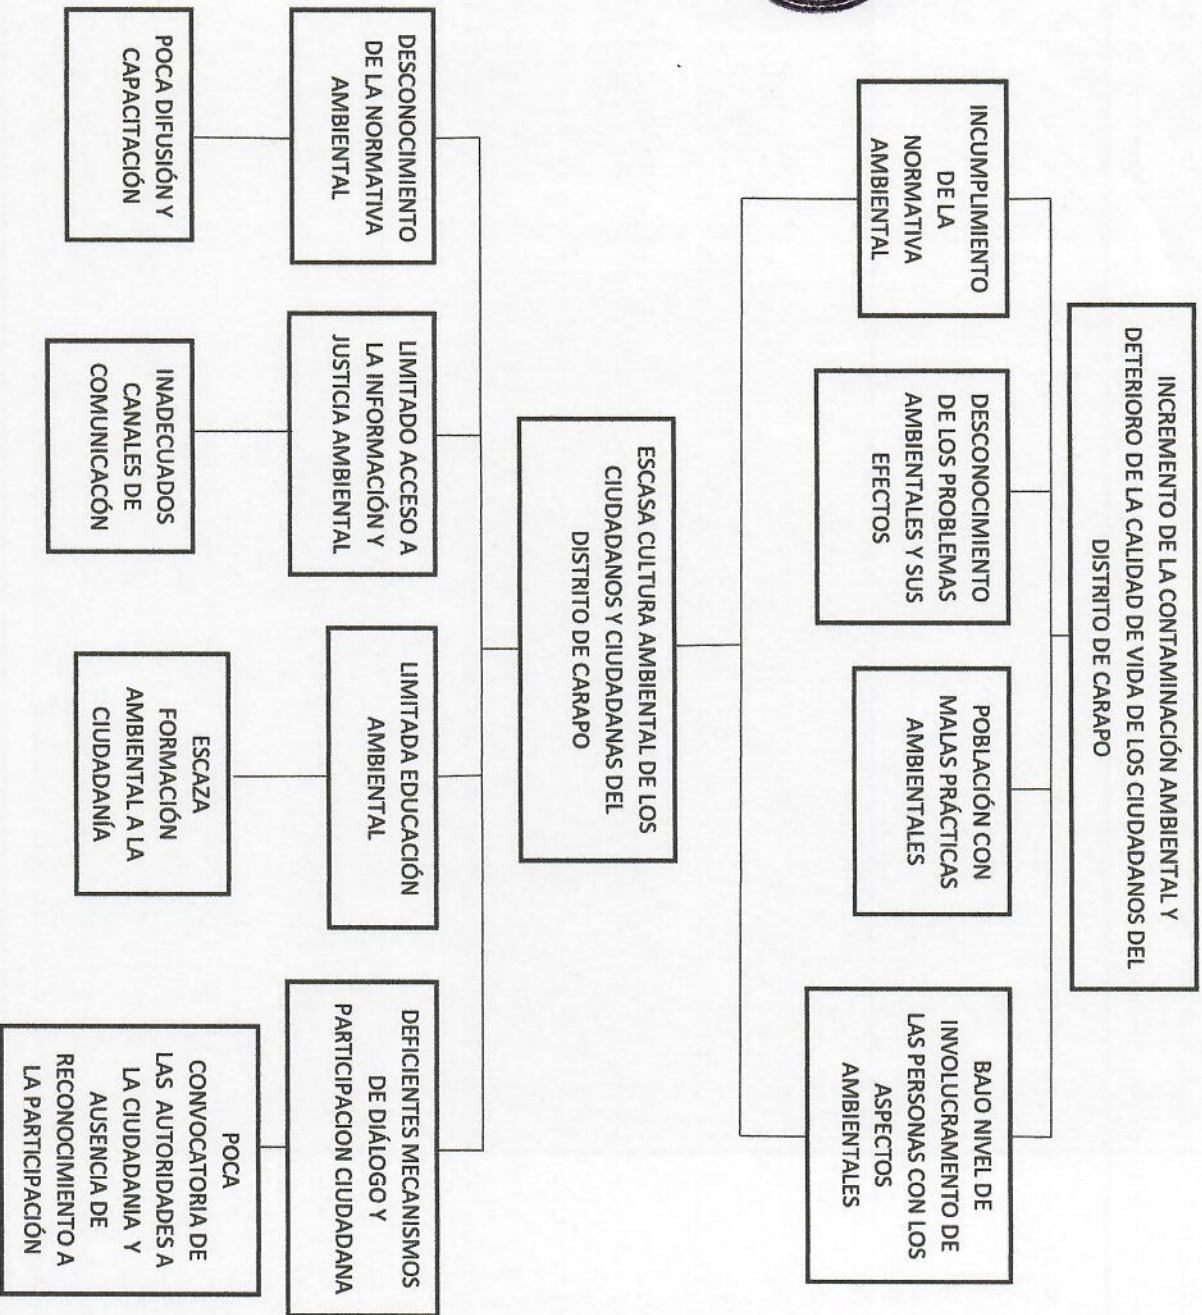 INCREMENTO DE LA CONTAMINACIÓN AMBIENTAL Y
DETERIORO DE LA CALIDAD DE VIDA DE LOS CIUDADANOS DEL
DISTRITO DE CARAPO
INCUMPLIMIENTO
DE LA
NORMATIVA
AMBIENTAL
DESCONOCIMIENTO
DE LOS PROBLEMAS
AMBIENTALES Y SUS
EFECTOS
POBLACIÓN CON
MALAS PRÁCTICAS
AMBIENTALES
BAJO NIVEL DE
INVOLUCRAMIENTO DE
LAS PERSONAS CON LOS
ASPECTOS
AMBIENTALES
ESCASA CULTURA AMBIENTAL DE LOS
CIUDADANOS Y CIUDADANAS DEL
DISTRITO DE CARAPO
DESCONOCIMIENTO
DE LA NORMATIVA
AMBIENTAL
LIMITADO ACCESO A
LA INFORMACIÓN Y
JUSTICIA AMBIENTAL
LIMITADA EDUCACIÓN
AMBIENTAL
DEFICIENTES MECANISMOS
DE DIÁLOGO Y
PARTICIPACION CIUDADANA
POCA DIFUSIÓN Y
CAPACITACIÓN
INADECUADOS
CANALES DE
COMUNICACÓN
ESCAZA
FORMACIÓN
AMBIENTAL A LA
CIUDADANÍA
POCA
CONVOCATORIA DE
LAS AUTORIDADES A
LA CIUDADANIA Y
AUSENCIA DE
RECONOCIMIENTO A
LA PARTICIPACIÓN